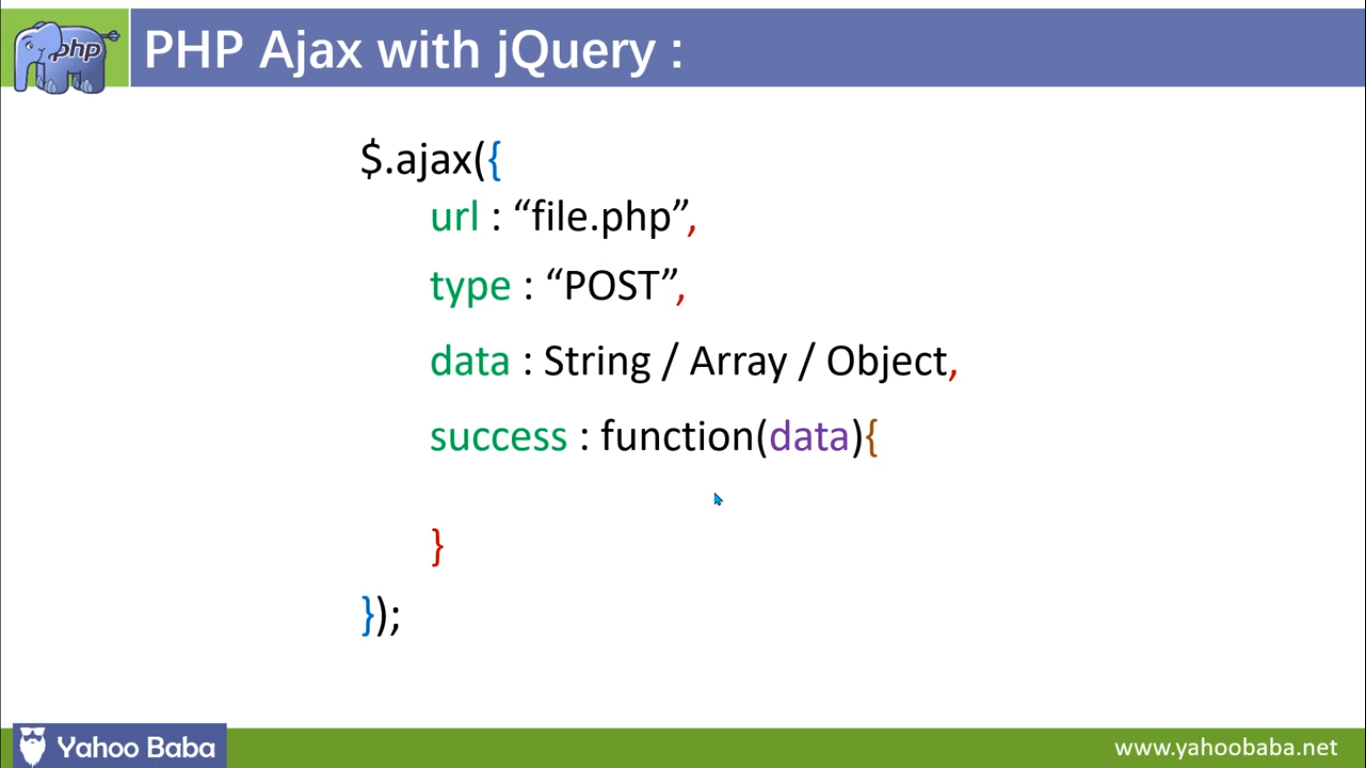 php
PHP Ajax with jQuery :
$.ajax({
url : “file.php”,
type : “POST”,
data : String / Array / Object,
success : function(data){
}
});
Yahoo Baba
www.yahoobaba.net